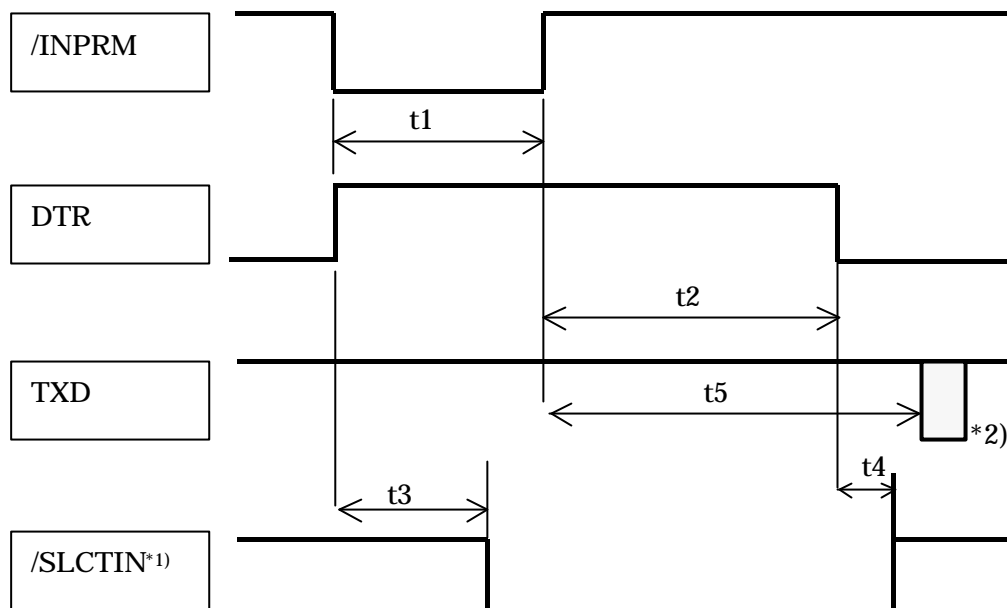 /INPRM
t1
DTR
t2
TXD
t5
*2)
t4
t3
/SLCTIN*1)